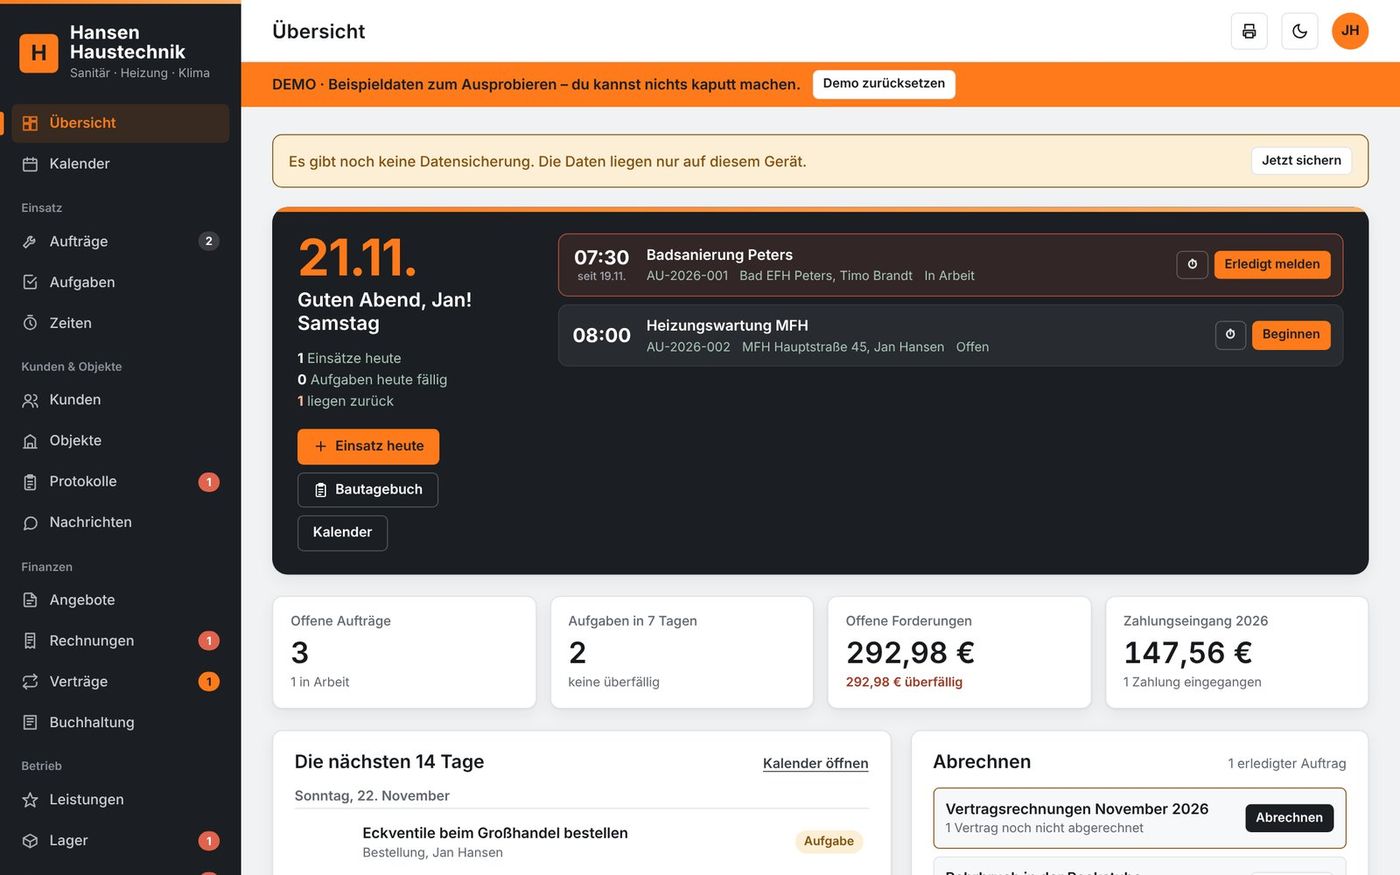 H
Hansen
Haustechnik
Sanitär · Heizung · Klima
Übersicht
Kalender
Einsatz
Aufträge 2
Aufgaben
Zeiten
Kunden & Objekte
Kunden
Objekte
Protokolle 1
Nachrichten
Finanzen
Angebote
Rechnungen 1
Verträge 1
Buchhaltung
Betrieb
Leistungen
Lager 1
Übersicht
JH
DEMO · Beispieldaten zum Ausprobieren – du kannst nichts kaputt machen. Demo zurücksetzen
Es gibt noch keine Datensicherung. Die Daten liegen nur auf diesem Gerät. Jetzt sichern
21.11.
Guten Abend, Jan!
Samstag
1 Einsätze heute
0 Aufgaben heute fällig
1 liegen zurück
+ Einsatz heute
Bautagebuch
Kalender
07:30
seit 19.11.
Badsanierung Peters
AU-2026-001 Bad EFH Peters, Timo Brandt In Arbeit
Erledigt melden
08:00
Heizungswartung MFH
AU-2026-002 MFH Hauptstraße 45, Jan Hansen Offen
Beginnen
Offene Aufträge
3
1 in Arbeit
Aufgaben in 7 Tagen
2
keine überfällig
Offene Forderungen
292,98 €
292,98 € überfällig
Zahlungseingang 2026
147,56 €
1 Zahlung eingegangen
Die nächsten 14 Tage
Kalender öffnen
Sonntag, 22. November
Eckventile beim Großhandel bestellen
Bestellung, Jan Hansen
Aufgabe
Abrechnen
1 erledigter Auftrag
Vertragsrechnungen November 2026
1 Vertrag noch nicht abgerechnet
Abrechnen